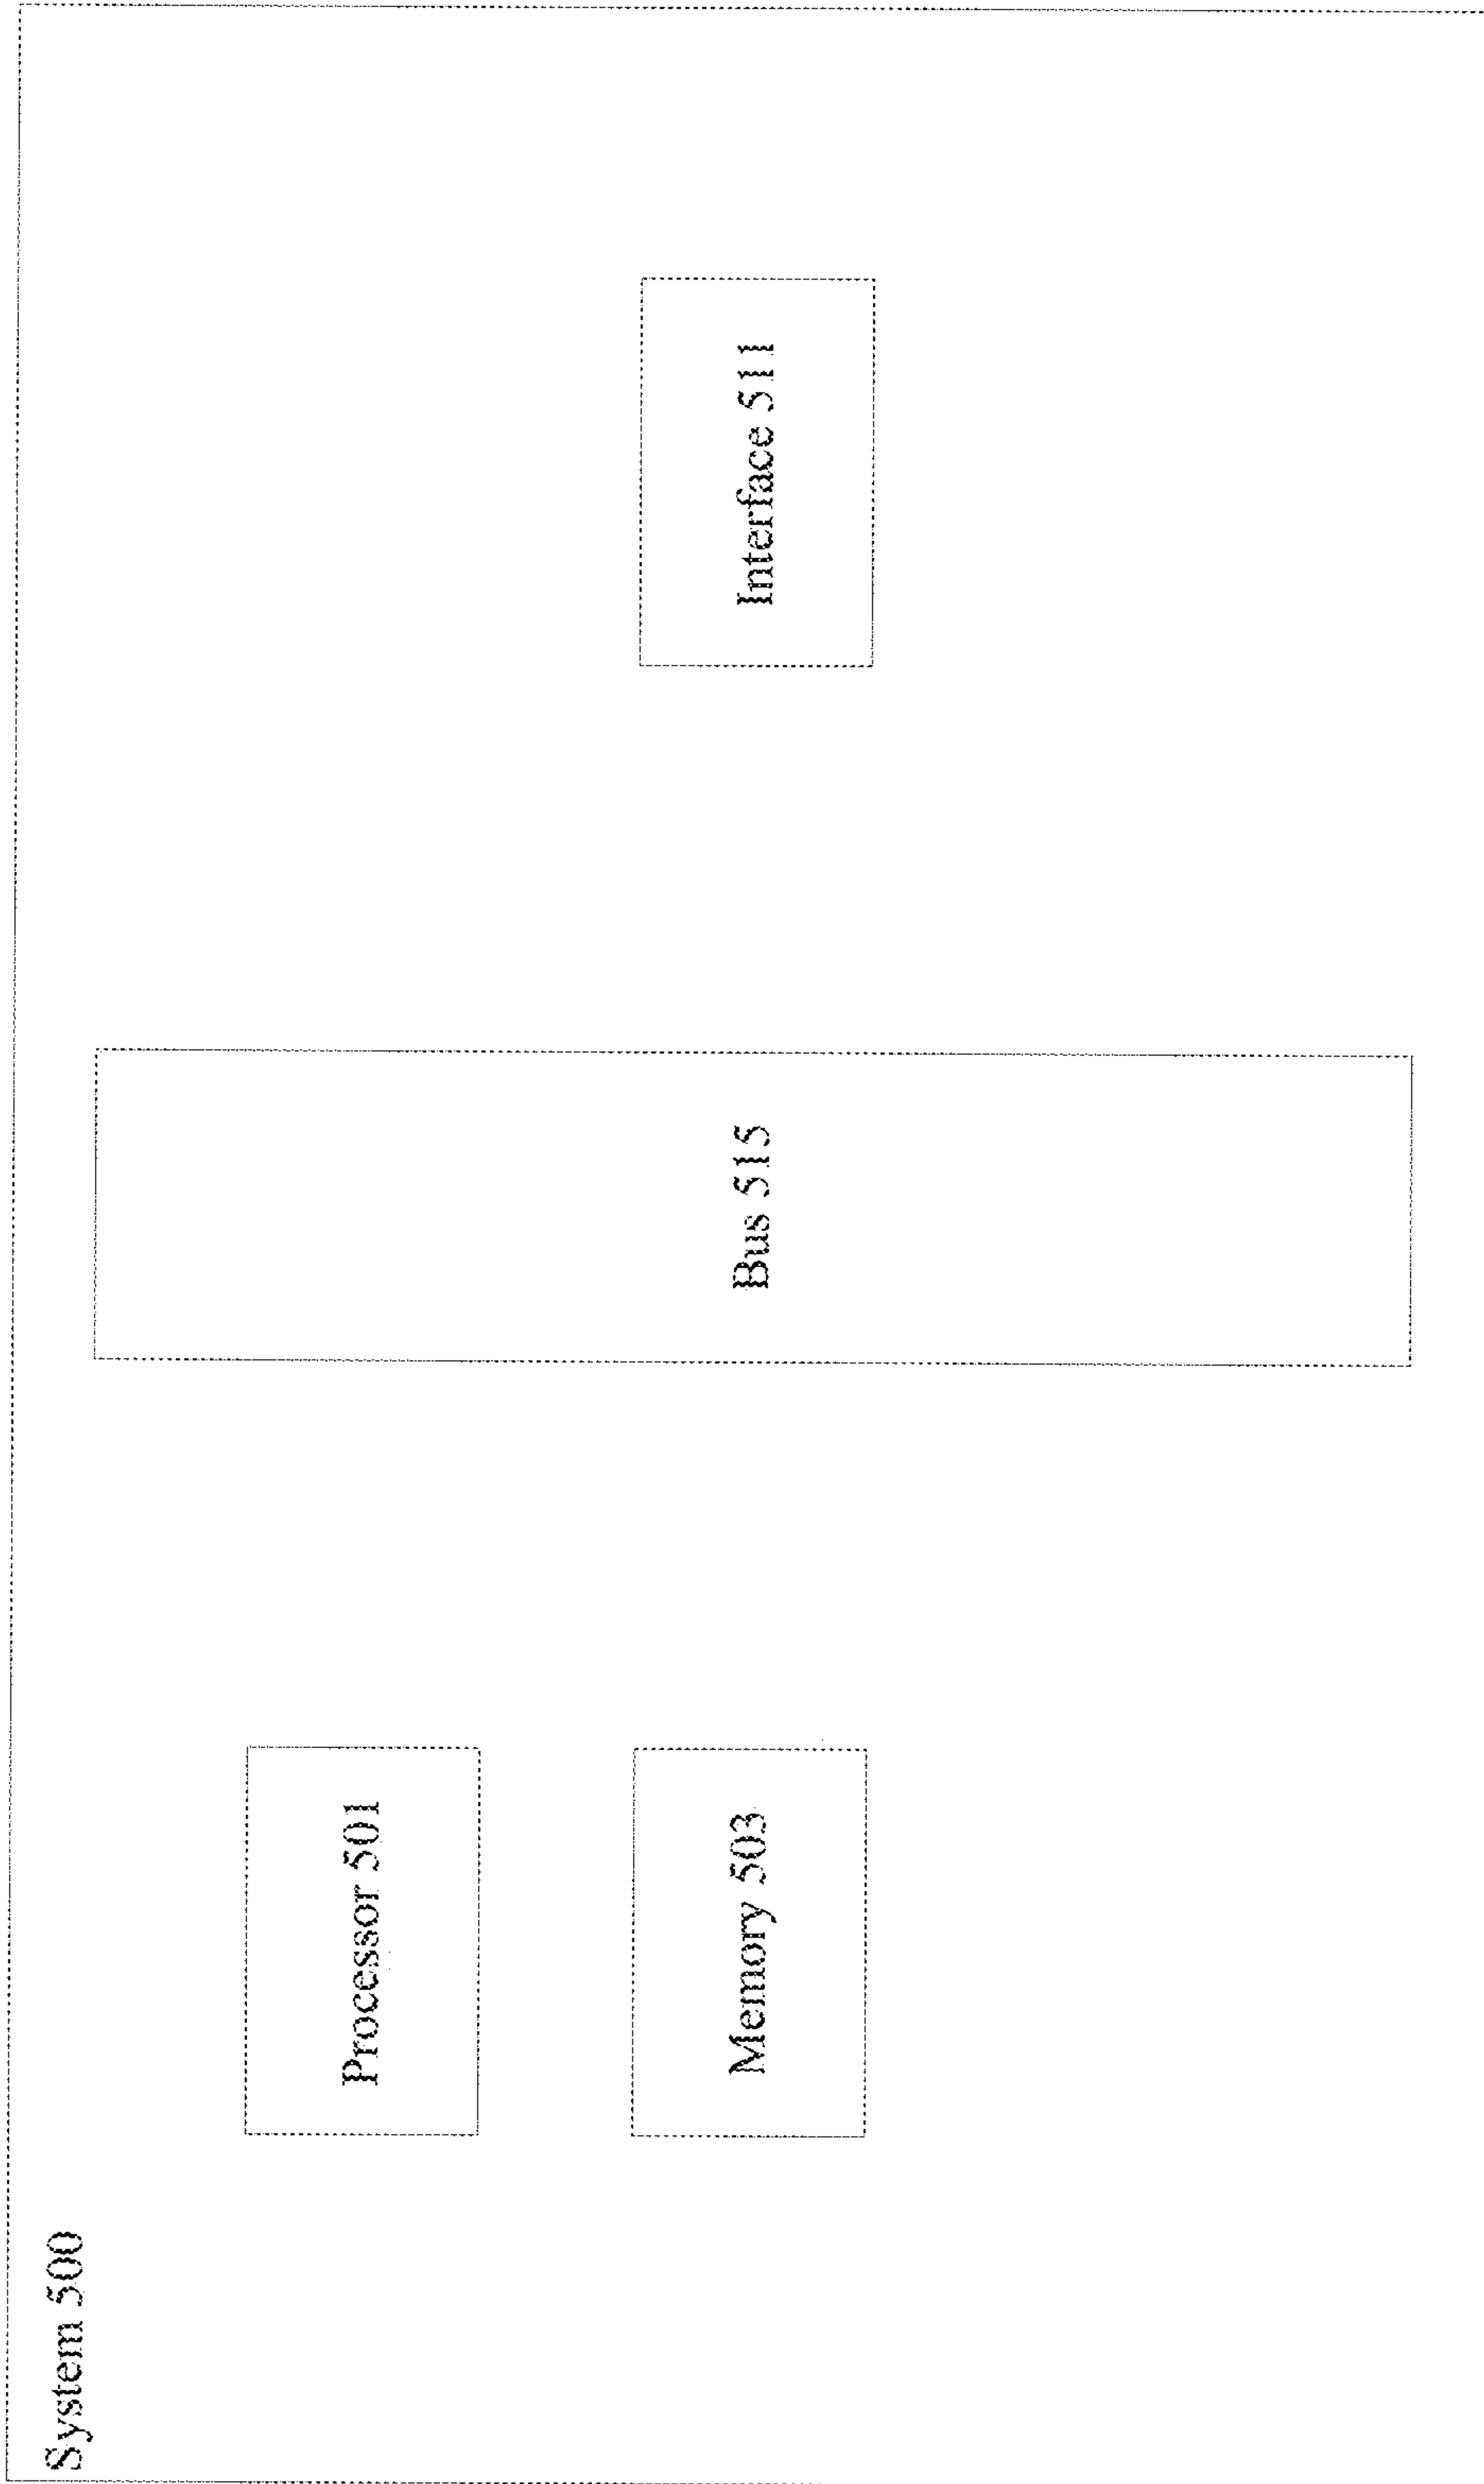 System 500
Processor 501
Memory 503
Bus 515
Interface 511